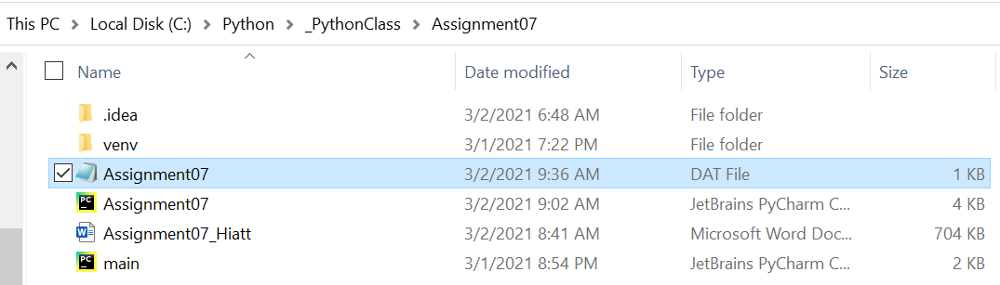 This PC > Local Disk (C:) > Python > _PythonClass > Assignment07
Name Date modified Type Size
.idea 3/2/2021 6:48 AM File folder
venv 3/1/2021 7:22 PM File folder
Assignment07 3/2/2021 9:36 AM DAT File 1 KB
PC Assignment07 3/2/2021 9:02 AM JetBrains PyCharm C... 4 KB
W Assignment07_Hiatt 3/2/2021 8:41 AM Microsoft Word Doc... 704 KB
PC main 3/1/2021 8:54 PM JetBrains PyCharm C... 2 KB